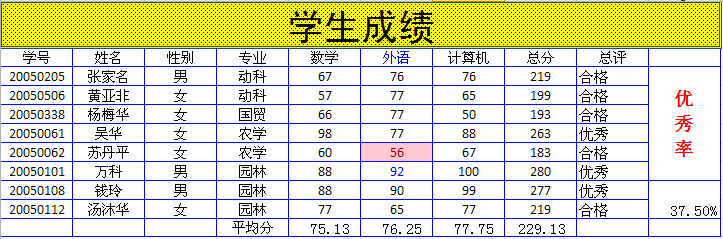 学生成绩
学号 姓名 性别 专业 数学 外语 计算机 总分 总评
20050205 张家名 男 动科 67 76 76 219 合格
20050506 黄亚非 女 动科 57 77 65 199 合格
20050338 杨梅华 女 国贸 66 77 50 193 合格
20050061 吴华 女 农学 98 77 88 263 优秀
20050062 苏丹平 女 农学 60 56 67 183 合格
20050101 万科 男 园林 88 92 100 280 优秀
20050108 钱玲 男 园林 88 90 99 277 优秀
20050112 汤沐华 女 园林 77 65 77 219 合格
平均分 75.13 76.25 77.75 229.13
优
秀
率
37.50%